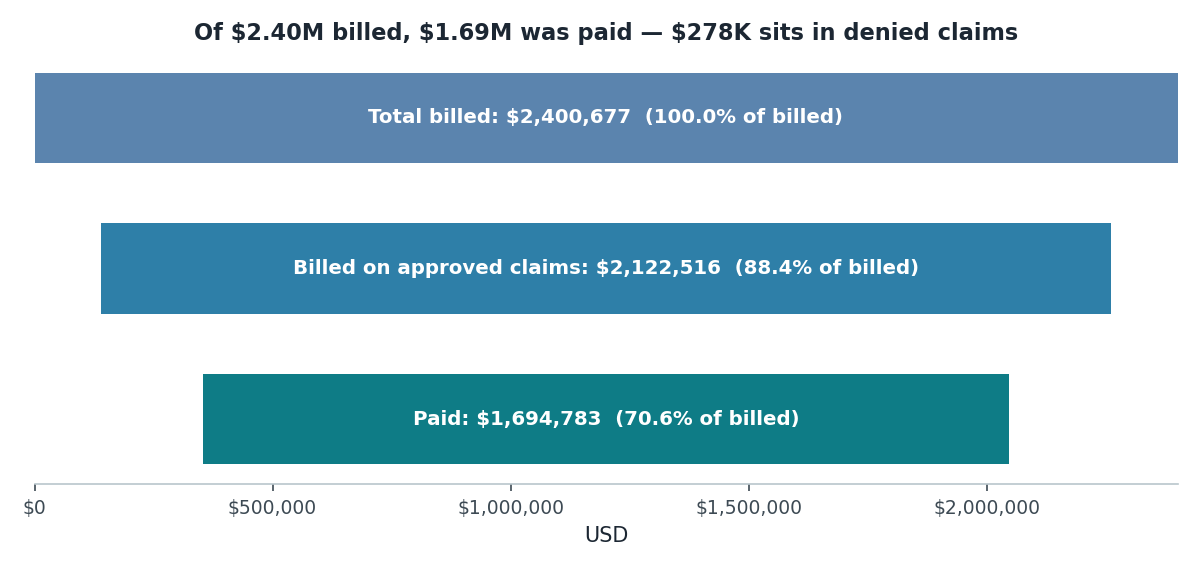 Of $2.40M billed, $1.69M was paid — $278K sits in denied claims
Total billed: $2,400,677  (100.0% of billed)
Billed on approved claims: $2,122,516  (88.4% of billed)
Paid: $1,694,783  (70.6% of billed)
$0 $500,000 $1,000,000 $1,500,000 $2,000,000
USD